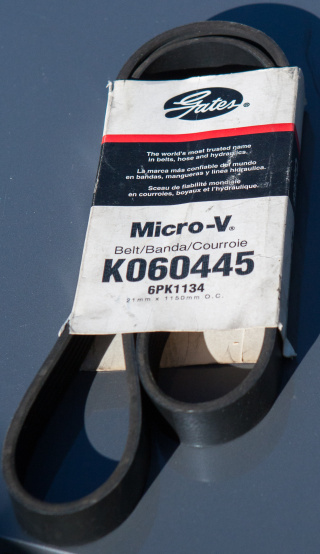 Gates®
The world's most trusted name
in belts, hose and hydraulics.
La marca más confiable del mundo
en bandas, mangueras y línea hidráulica.
Sceau de fiabilité mondiale
en courroies, boyaux et l'hydraulique.
Micro-V®
Belt/Banda/Courroie
K060445
6PK1134
21mm x 1150mm O.C.